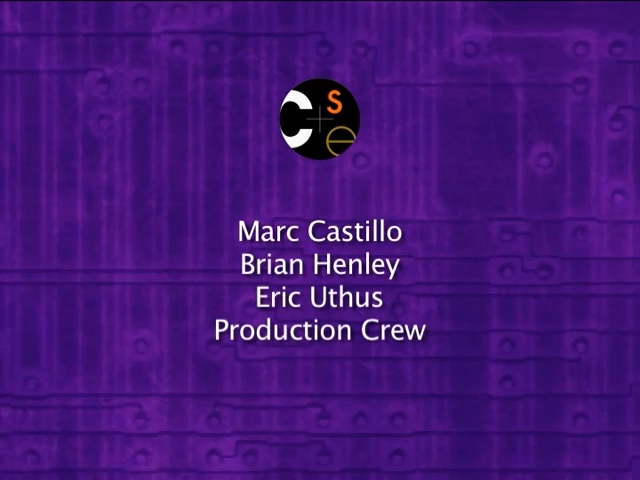 C s e
Marc Castillo
Brian Henley
Eric Uthus
Production Crew